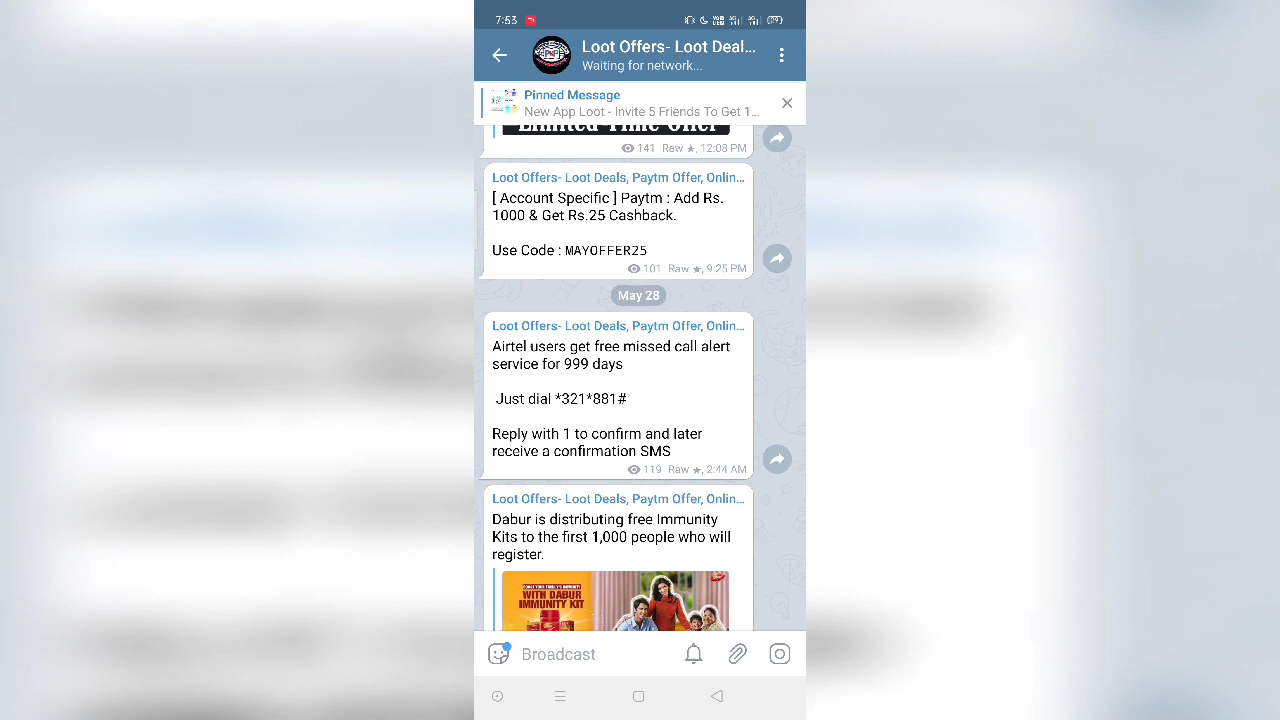 7:53
Loot Offers- Loot Deal...
Waiting for network...
Pinned Message
New App Loot - Invite 5 Friends To Get 1...
Limited Time Offer
141 Raw ★, 12:08 PM
Loot Offers- Loot Deals, Paytm Offer, Onlin...
[ Account Specific ] Paytm : Add Rs.
1000 & Get Rs.25 Cashback.
Use Code : MAYOFFER25
101 Raw ★, 9:25 PM
May 28
Loot Offers- Loot Deals, Paytm Offer, Onlin...
Airtel users get free missed call alert
service for 999 days
Just dial *321*881#
Reply with 1 to confirm and later
receive a confirmation SMS
119 Raw ★, 2:44 AM
Loot Offers- Loot Deals, Paytm Offer, Onlin...
Dabur is distributing free Immunity
Kits to the first 1,000 people who will
register.
WITH DABUR
IMMUNITY KIT
Broadcast